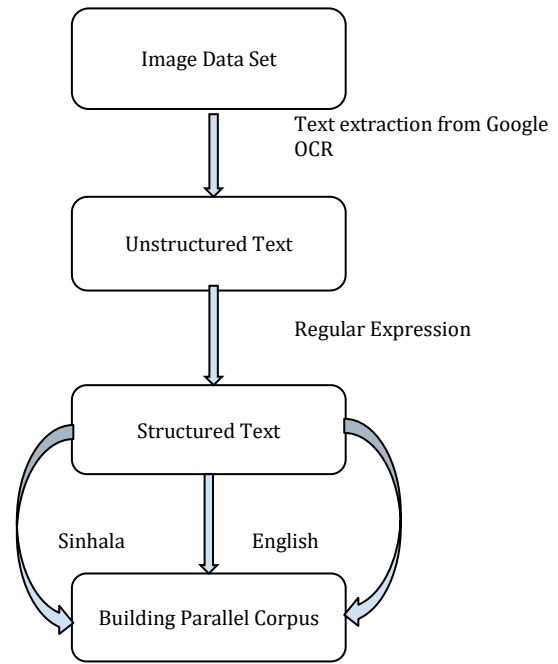 Image Data Set
Text extraction from Google
OCR
Unstructured Text
Regular Expression
Structured Text
Sinhala
English
Building Parallel Corpus